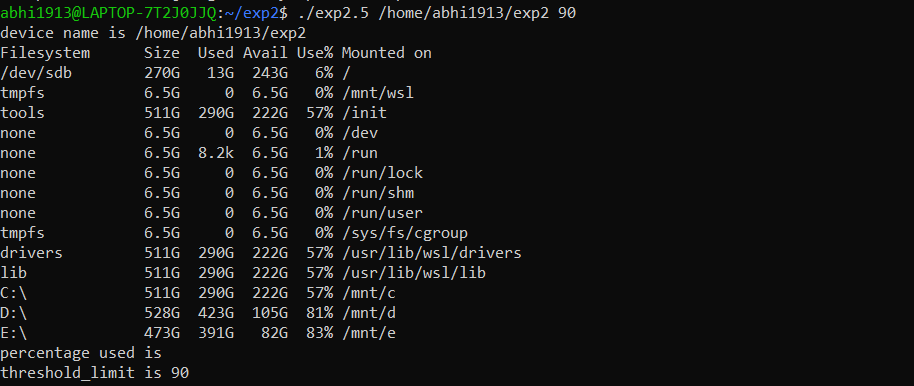 abhi1913@LAPTOP-7T2J0JJQ:~/exp2$ ./exp2.5 /home/abhi1913/exp2 90
device name is /home/abhi1913/exp2
Filesystem      Size  Used Avail Use% Mounted on
/dev/sdb        270G   13G  243G   6% /
tmpfs           6.5G     0  6.5G   0% /mnt/wsl
tools           511G  290G  222G  57% /init
none            6.5G     0  6.5G   0% /dev
none            6.5G  8.2k  6.5G   1% /run
none            6.5G     0  6.5G   0% /run/lock
none            6.5G     0  6.5G   0% /run/shm
none            6.5G     0  6.5G   0% /run/user
tmpfs           6.5G     0  6.5G   0% /sys/fs/cgroup
drivers         511G  290G  222G  57% /usr/lib/wsl/drivers
lib             511G  290G  222G  57% /usr/lib/wsl/lib
C:\             511G  290G  222G  57% /mnt/c
D:\             528G  423G  105G  81% /mnt/d
E:\             473G  391G   82G  83% /mnt/e
percentage used is
threshold_limit is 90